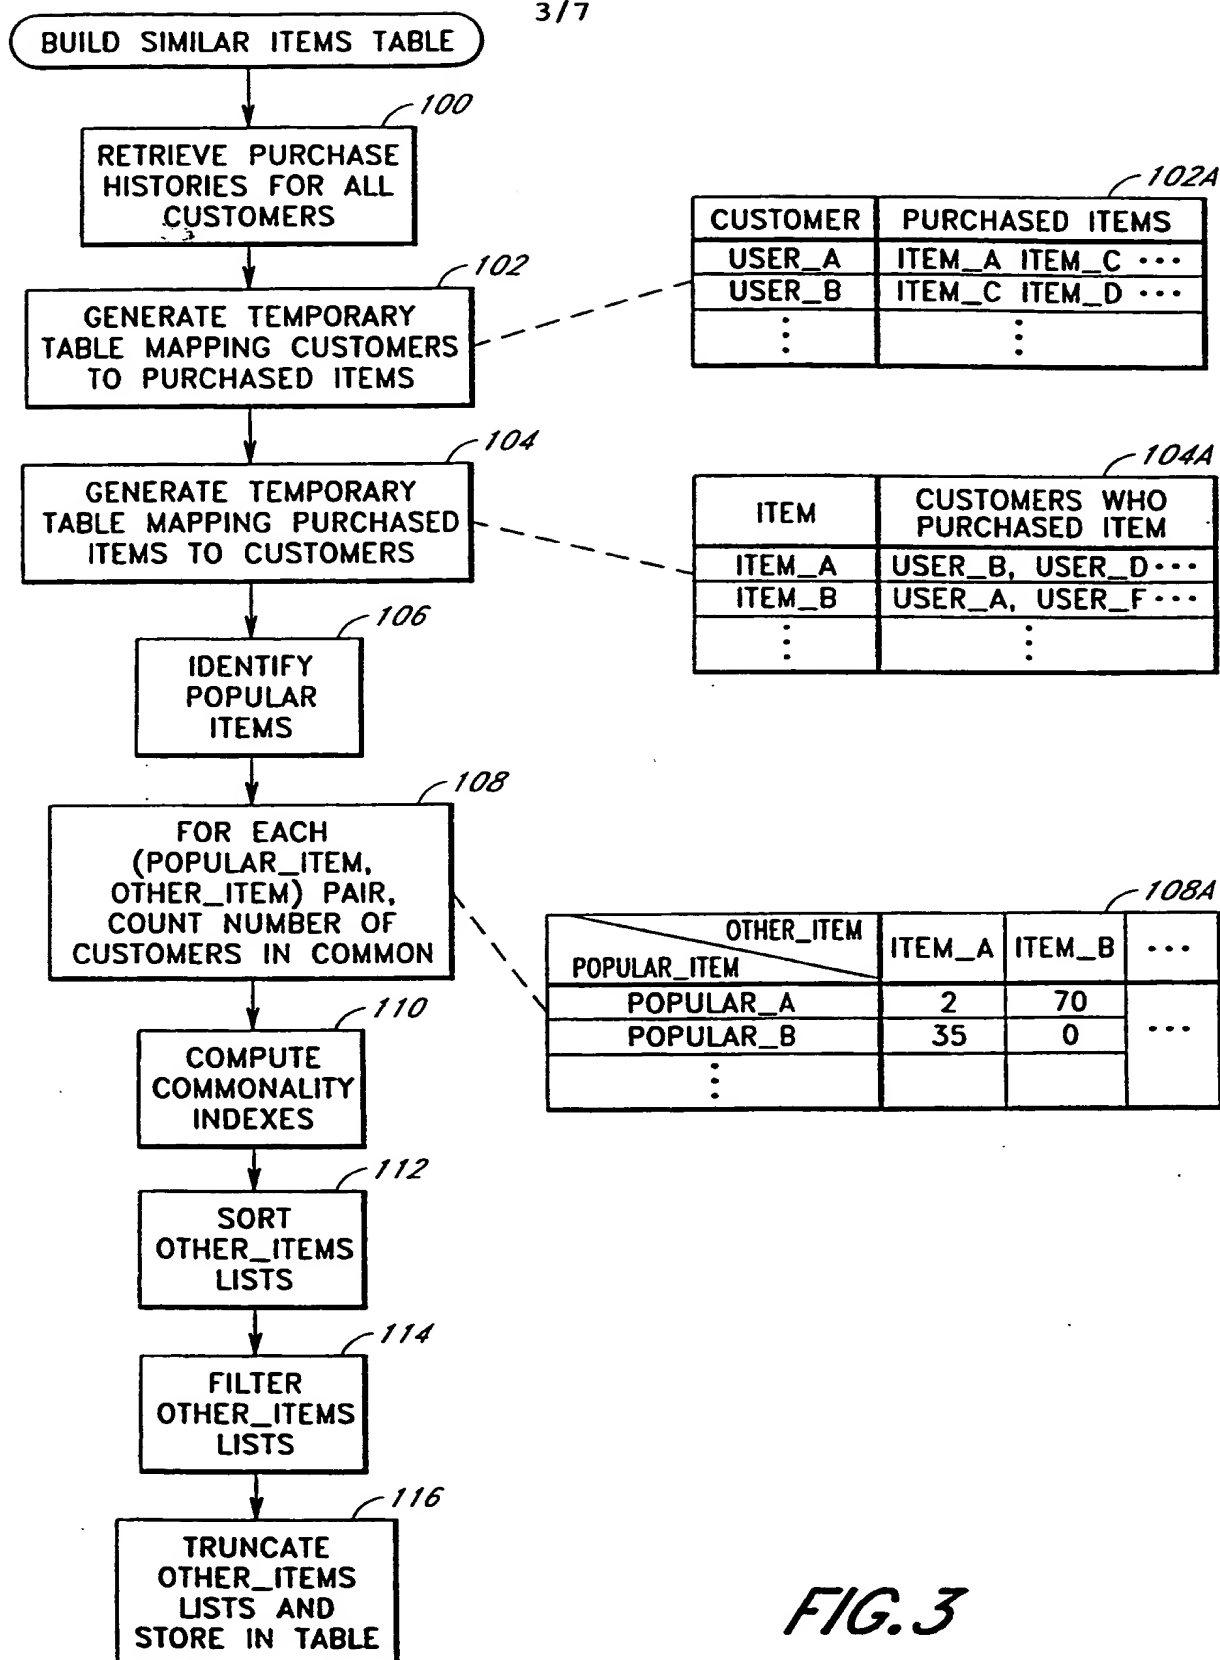 3/7
BUILD SIMILAR ITEMS TABLE
100
RETRIEVE PURCHASE
HISTORIES FOR ALL
CUSTOMERS
102
GENERATE TEMPORARY
TABLE MAPPING CUSTOMERS
TO PURCHASED ITEMS
102A
CUSTOMER PURCHASED ITEMS
USER_A ITEM_A ITEM_C ···
USER_B ITEM_C ITEM_D ···
⋮ ⋮
104
GENERATE TEMPORARY
TABLE MAPPING PURCHASED
ITEMS TO CUSTOMERS
104A
ITEM
CUSTOMERS WHO
PURCHASED ITEM
ITEM_A USER_B, USER_D···
ITEM_B USER_A, USER_F···
⋮ ⋮
106
IDENTIFY
POPULAR
ITEMS
108
FOR EACH
(POPULAR_ITEM,
OTHER_ITEM) PAIR,
COUNT NUMBER OF
CUSTOMERS IN COMMON
108A
OTHER_ITEM
POPULAR_ITEM
ITEM_A ITEM_B ···
POPULAR_A 2 70
POPULAR_B 35 0 ···
⋮
110
COMPUTE
COMMONALITY
INDEXES
112
SORT
OTHER_ITEMS
LISTS
114
FILTER
OTHER_ITEMS
LISTS
116
TRUNCATE
OTHER_ITEMS
LISTS AND
STORE IN TABLE
FIG. 3